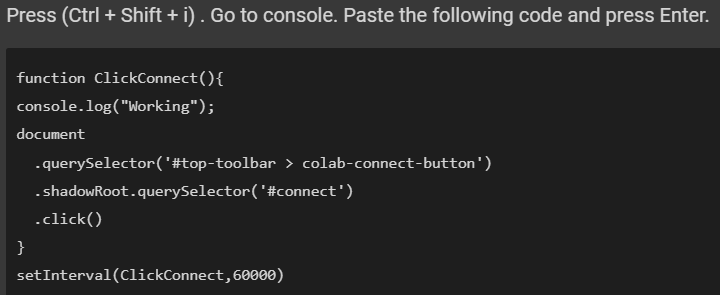 Press (Ctrl + Shift + i) . Go to console. Paste the following code and press Enter.
function ClickConnect(){
console.log("Working");
document
  .querySelector('#top-toolbar > colab-connect-button')
  .shadowRoot.querySelector('#connect')
  .click()
}
setInterval(ClickConnect,60000)